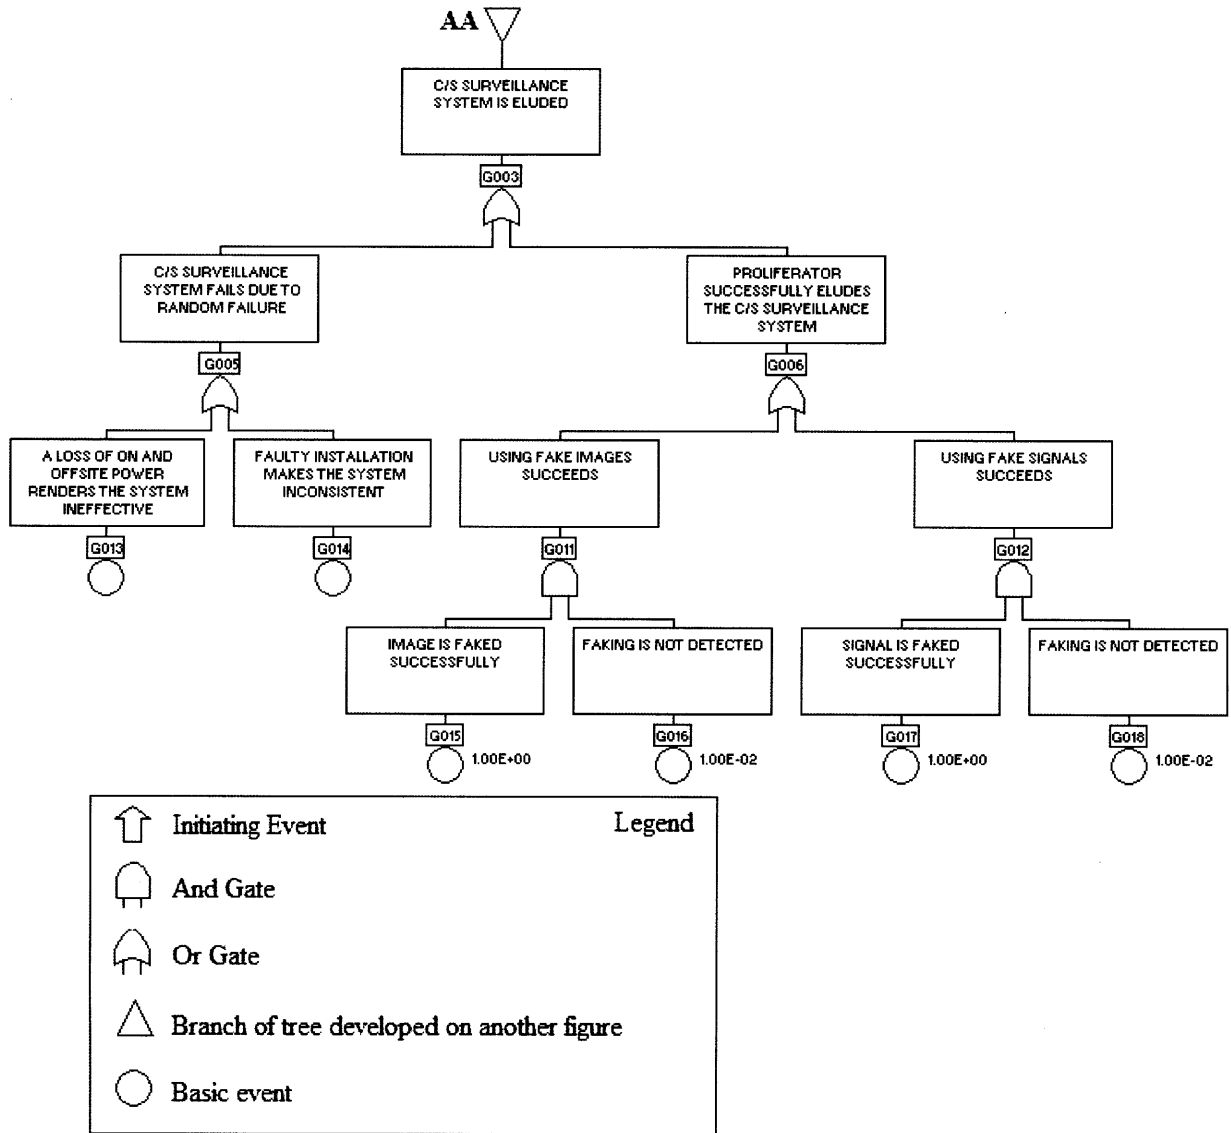 AA
C/S SURVEILLANCE
SYSTEM IS ELUDED
G003
C/S SURVEILLANCE
SYSTEM FAILS DUE TO
RANDOM FAILURE
G005
PROLIFERATOR
SUCCESSFULLY ELUDES
THE C/S SURVEILLANCE
SYSTEM
G006
A LOSS OF ON AND
OFFSITE POWER
RENDERS THE SYSTEM
INEFFECTIVE
G013
FAULTY INSTALLATION
MAKES THE SYSTEM
INCONSISTENT
G014
USING FAKE IMAGES
SUCCEEDS
G011
USING FAKE SIGNALS
SUCCEEDS
G012
IMAGE IS FAKED
SUCCESSFULLY
G015
1.00E+00
FAKING IS NOT DETECTED
G016
1.00E-02
SIGNAL IS FAKED
SUCCESSFULLY
G017
1.00E+00
FAKING IS NOT DETECTED
G018
1.00E-02
Legend
Initiating Event
And Gate
Or Gate
Branch of tree developed on another figure
Basic event